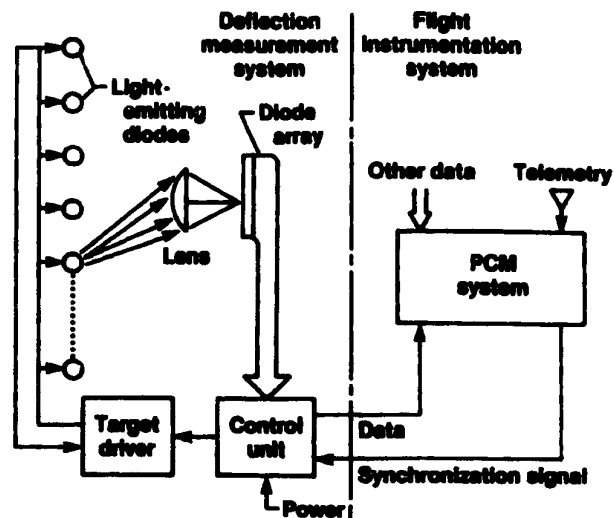 Deflection
measurement
system
Flight
instrumentation
system
Light-
emitting
diodes
Diode
array
Lens
Other data
Telemetry
PCM
system
Target
driver
Control
unit
Data
Synchronization signal
Power